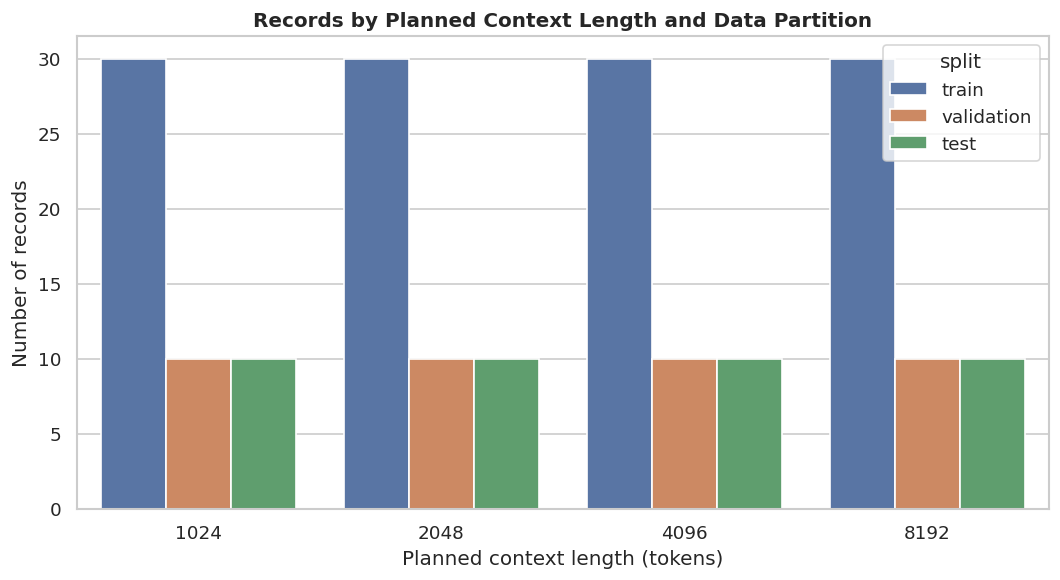 Records by Planned Context Length and Data Partition
Number of records
30
25
20
15
10
5
0
split
train
validation
test
1024 2048 4096 8192
Planned context length (tokens)